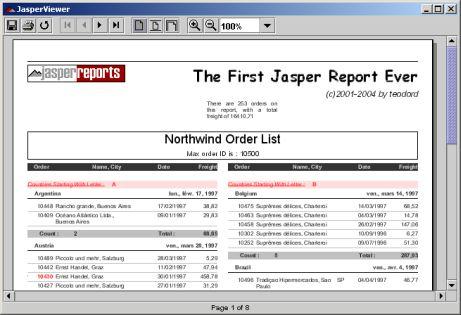 JasperViewer
100%
jasperreports
The First Jasper Report Ever
(c)2001-2004 by teodord
There are 253 orders on
this report, with a total
freight of 16410.71
Northwind Order List
Max order ID is : 10500
Order Name, City Date Freight Order Name, City Date Freight
Countries Starting With Letter : A
Argentina lun., févr. 17, 1997
10448 Rancho grande, Buenos Aires 17/02/1997 38,82
10409 Océano Atlántico Ltda., Buenos Aires 09/01/1997 29,83
Count : 2 Total : 68,65
Austria ven., mars 28, 1997
10489 Piccolo und mehr, Salzburg 28/03/1997 5,29
10442 Ernst Handel, Graz 11/02/1997 47,94
10430 Ernst Handel, Graz 30/01/1997 458,78
10427 Piccolo und mehr, Salzburg 27/01/1997 31,29
Countries Starting With Letter : B
Belgium ven., mars 14, 1997
10475 Suprêmes délices, Charleroi 14/03/1997 68,52
10463 Suprêmes délices, Charleroi 04/03/1997 14,78
10458 Suprêmes délices, Charleroi 26/02/1997 147,06
10302 Suprêmes délices, Charleroi 10/09/1996 6,27
10252 Suprêmes délices, Charleroi 09/07/1996 51,30
Count : 5 Total : 287,93
Brazil ven., avr. 4, 1997
10496 Tradiçao Hipermercados, Sao Paulo SP 04/04/1997 46,77
Page 1 of 8